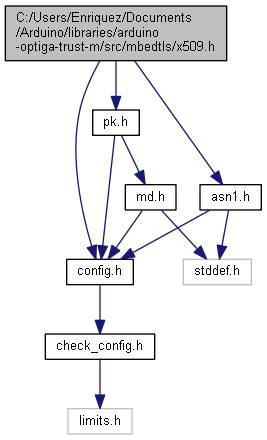 C:/Users/Enriquez/Documents
/Arduino/libraries/arduino
-optiga-trust-m/src/mbedtls/x509.h
pk.h
md.h
asn1.h
config.h
stddef.h
check_config.h
limits.h